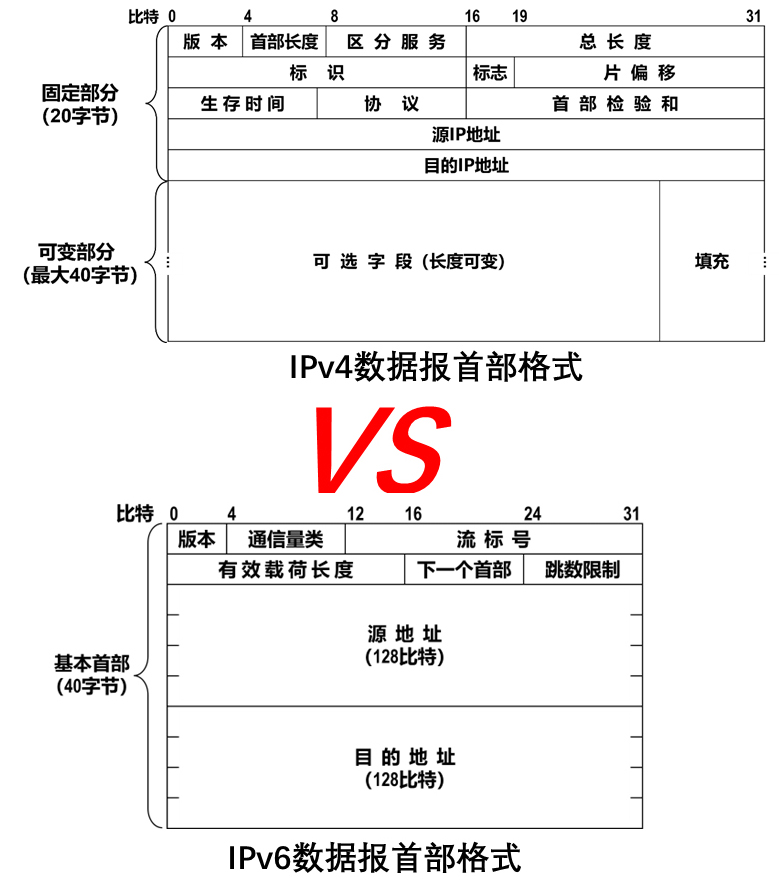 比特 0 4 8 16 19 31
版 本 首部长度 区 分 服 务 总 长 度
标 识 标志 片 偏 移
固定部分
(20字节)
生 存 时 间 协 议 首 部 检 验 和
源IP地址
目的IP地址
可变部分
(最大40字节)
可 选 字 段 (长度可变) 填充
IPv4数据报首部格式
VS
比特 0 4 12 16 24 31
版本 通信量类 流 标 号
有 效 载 荷 长 度 下一个首部 跳数限制
源 地 址
(128比特)
基本首部
(40字节)
目 的 地 址
(128比特)
IPv6数据报首部格式